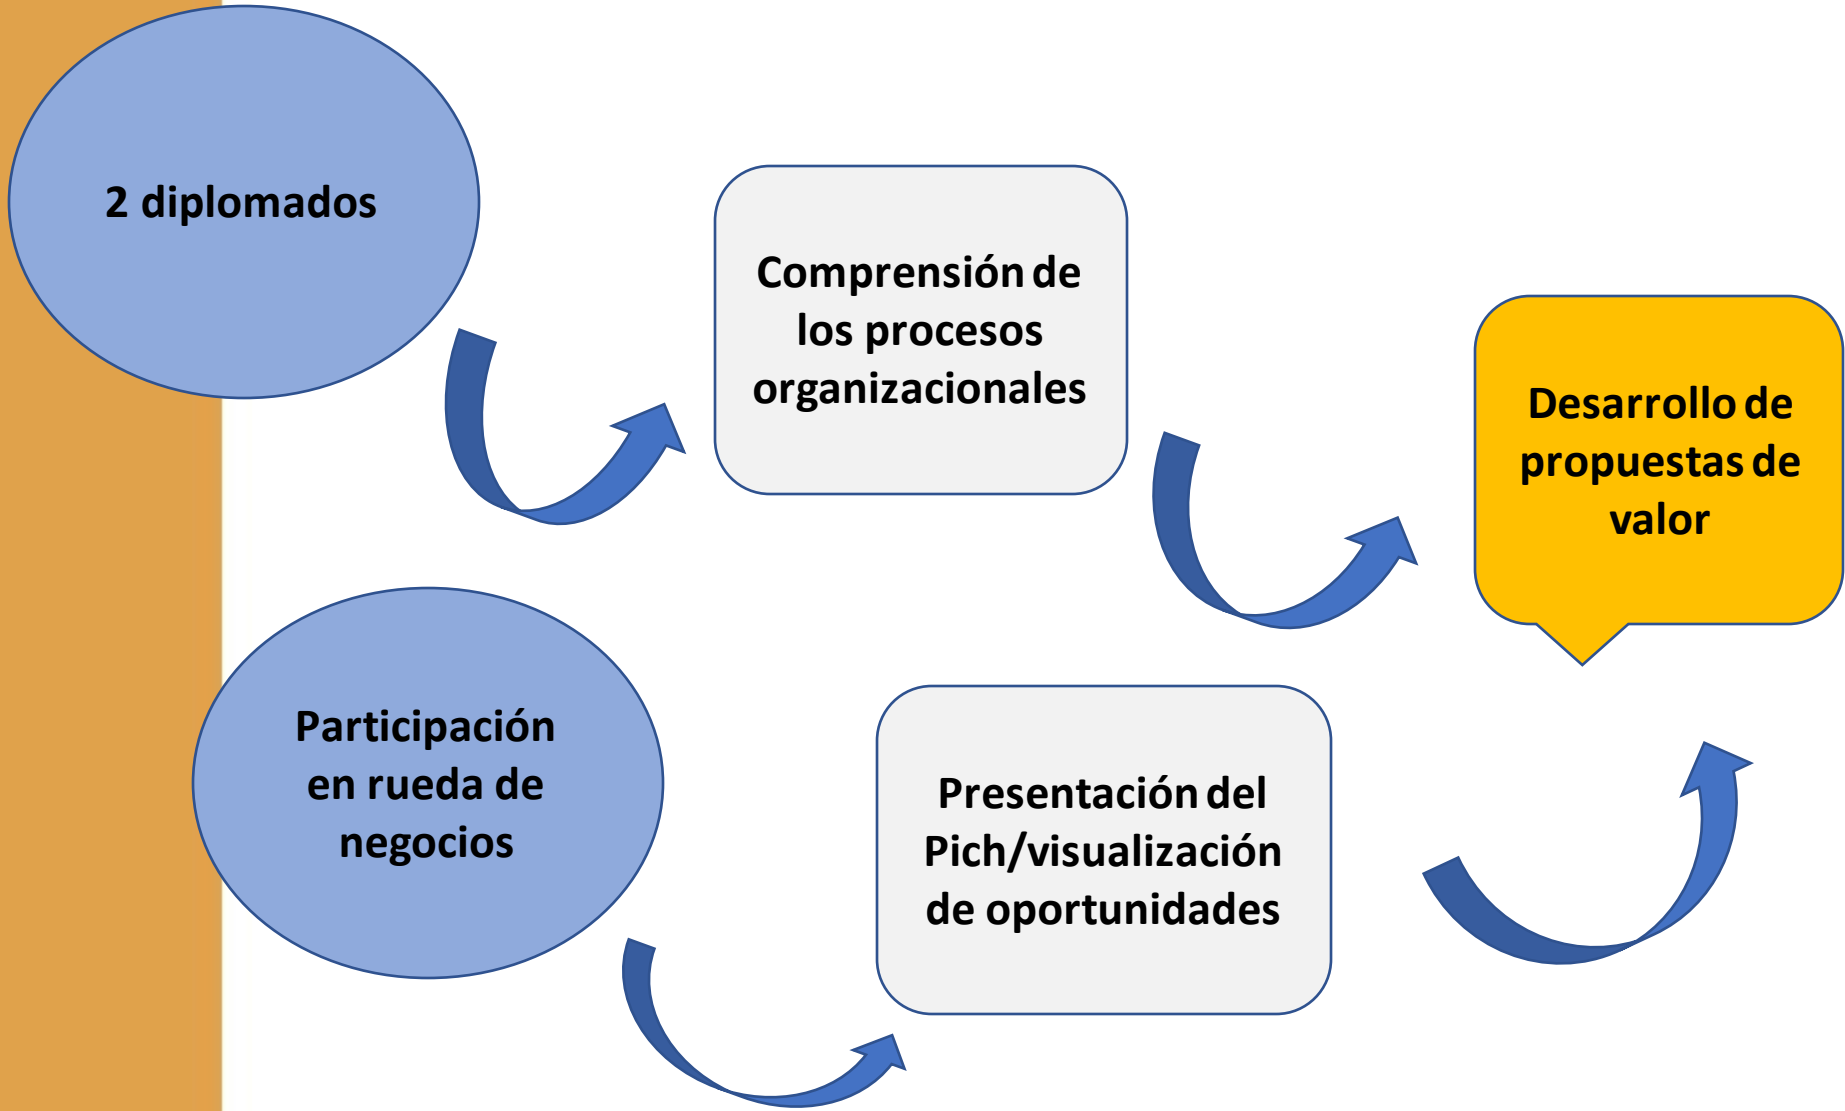 2 diplomados
Comprensión de
los procesos
organizacionales
Desarrollo de
propuestas de
valor
Participación
en rueda de
negocios
Presentación del
Pich/visualización
de oportunidades